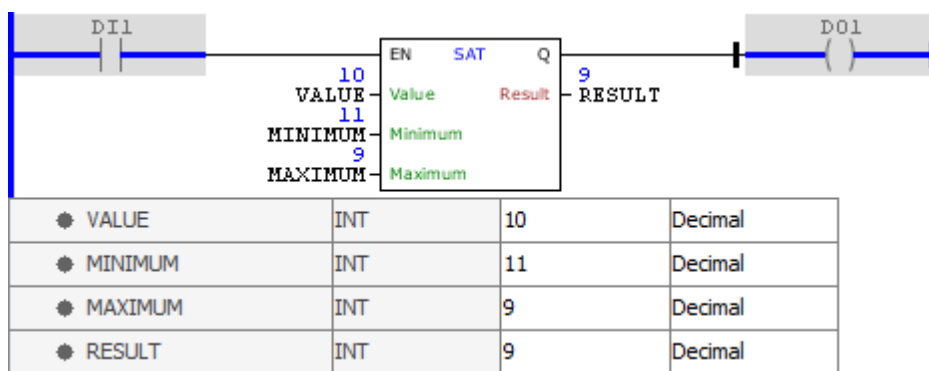 DI1 DO1
EN SAT Q
10 9
VALUE Value Result RESULT
11
MINIMUM Minimum
9
MAXIMUM Maximum
VALUE INT 10 Decimal
MINIMUM INT 11 Decimal
MAXIMUM INT 9 Decimal
RESULT INT 9 Decimal